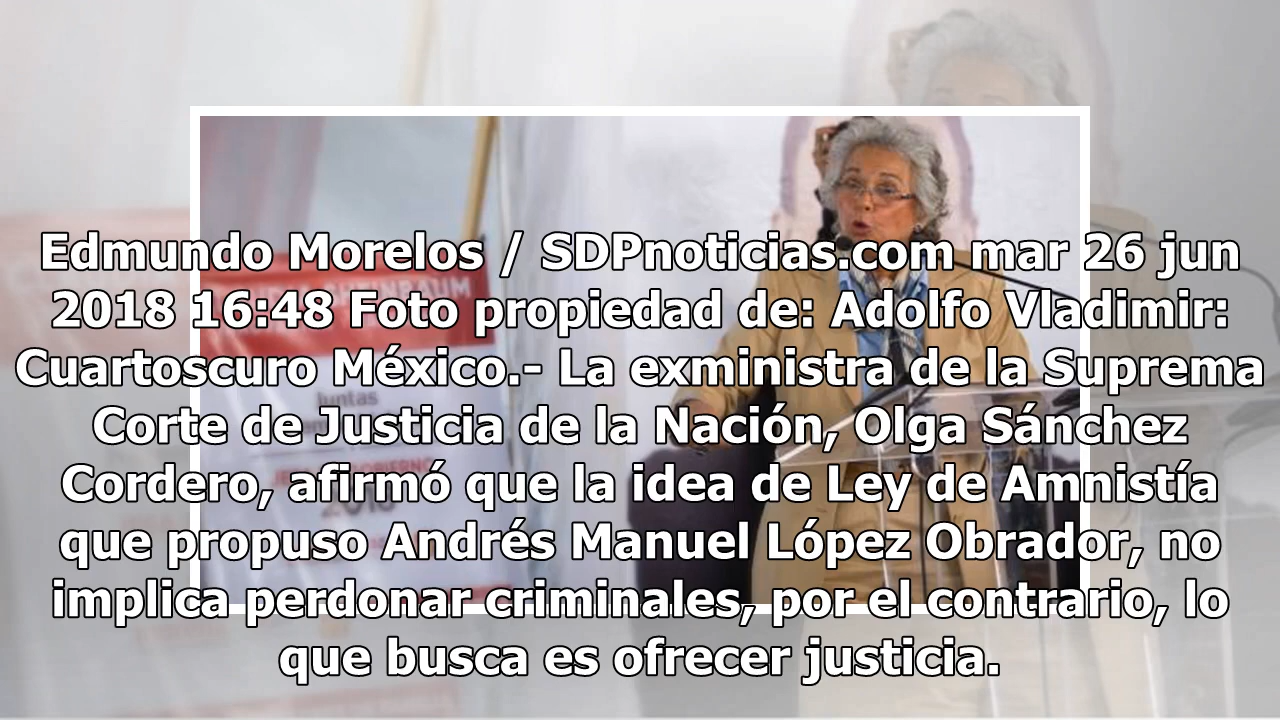 Edmundo Morelos / SDPnoticias.com mar 26 jun
2018 16:48 Foto propiedad de: Adolfo Vladimir:
Cuartoscuro México.- La exministra de la Suprema
Corte de Justicia de la Nación, Olga Sánchez
Cordero, afirmó que la idea de Ley de Amnistía
que propuso Andrés Manuel López Obrador, no
implica perdonar criminales, por el contrario, lo
que busca es ofrecer justicia.
Juntas
2018